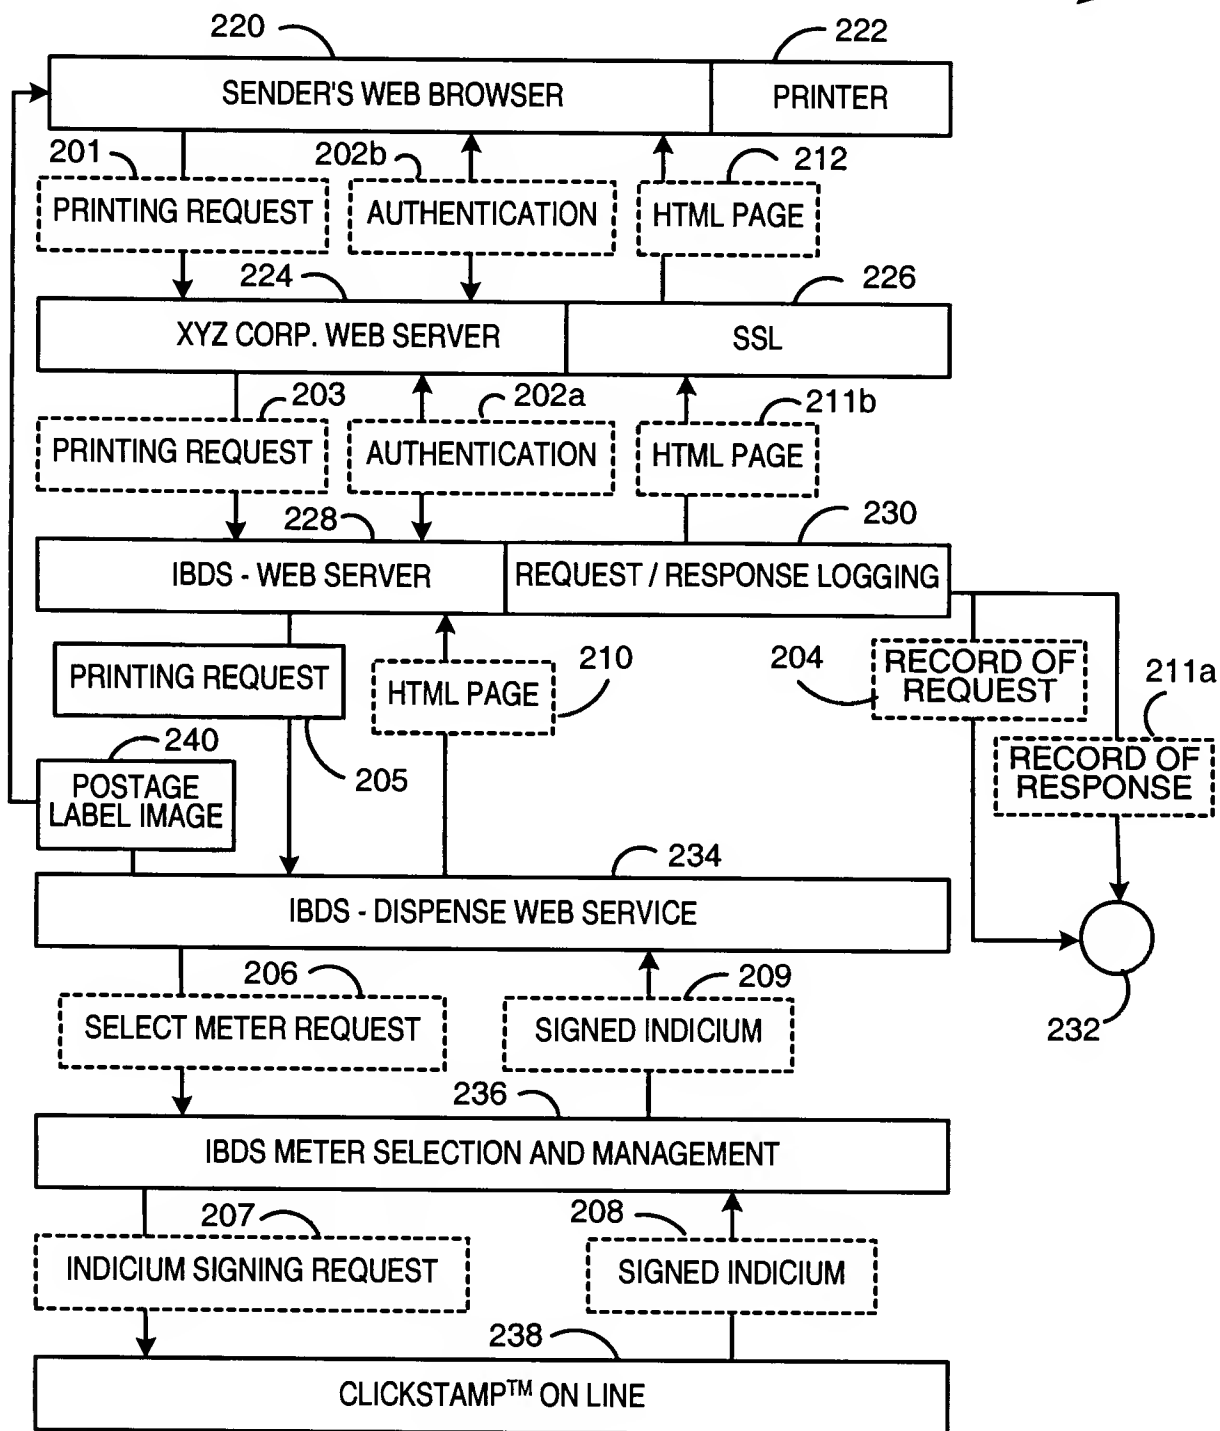 220
222
SENDER'S WEB BROWSER
PRINTER
201
202b
212
PRINTING REQUEST
AUTHENTICATION
HTML PAGE
224
226
XYZ CORP. WEB SERVER
SSL
203
202a
211b
PRINTING REQUEST
AUTHENTICATION
HTML PAGE
228
230
IBDS - WEB SERVER
REQUEST / RESPONSE LOGGING
PRINTING REQUEST
HTML PAGE
210
204
RECORD OF
REQUEST
211a
240
205
RECORD OF
RESPONSE
POSTAGE
LABEL IMAGE
234
IBDS - DISPENSE WEB SERVICE
206
209
SELECT METER REQUEST
SIGNED INDICIUM
232
236
IBDS METER SELECTION AND MANAGEMENT
207
208
INDICIUM SIGNING REQUEST
SIGNED INDICIUM
238
CLICKSTAMP™ ON LINE